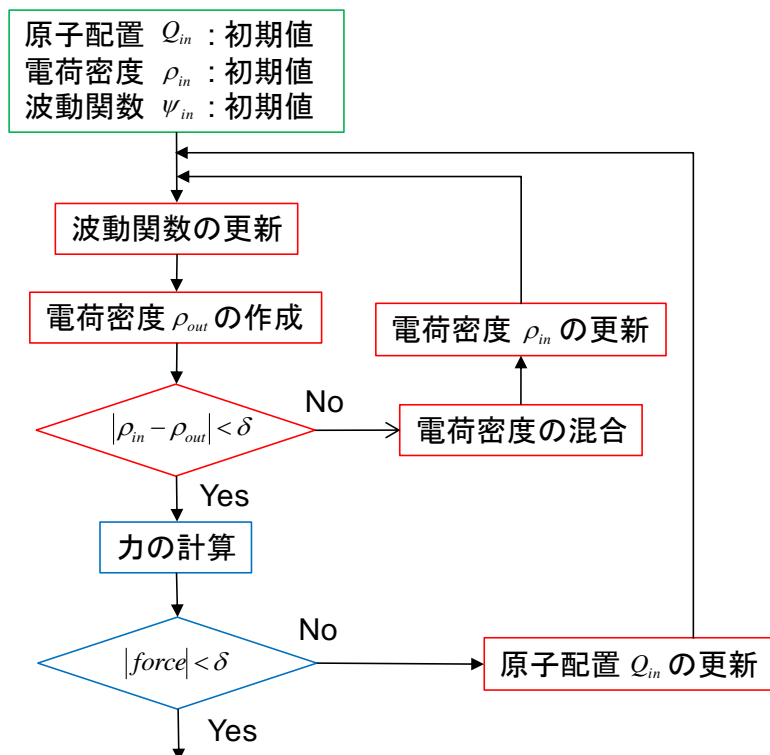 原子配置 Q_in : 初期値
電荷密度 ρ_in : 初期値
波動関数 ψ_in : 初期値
波動関数の更新
電荷密度 ρ_out の作成
電荷密度 ρ_in の更新
|ρ_in − ρ_out| < δ
No
電荷密度の混合
Yes
力の計算
|force| < δ
No
原子配置 Q_in の更新
Yes